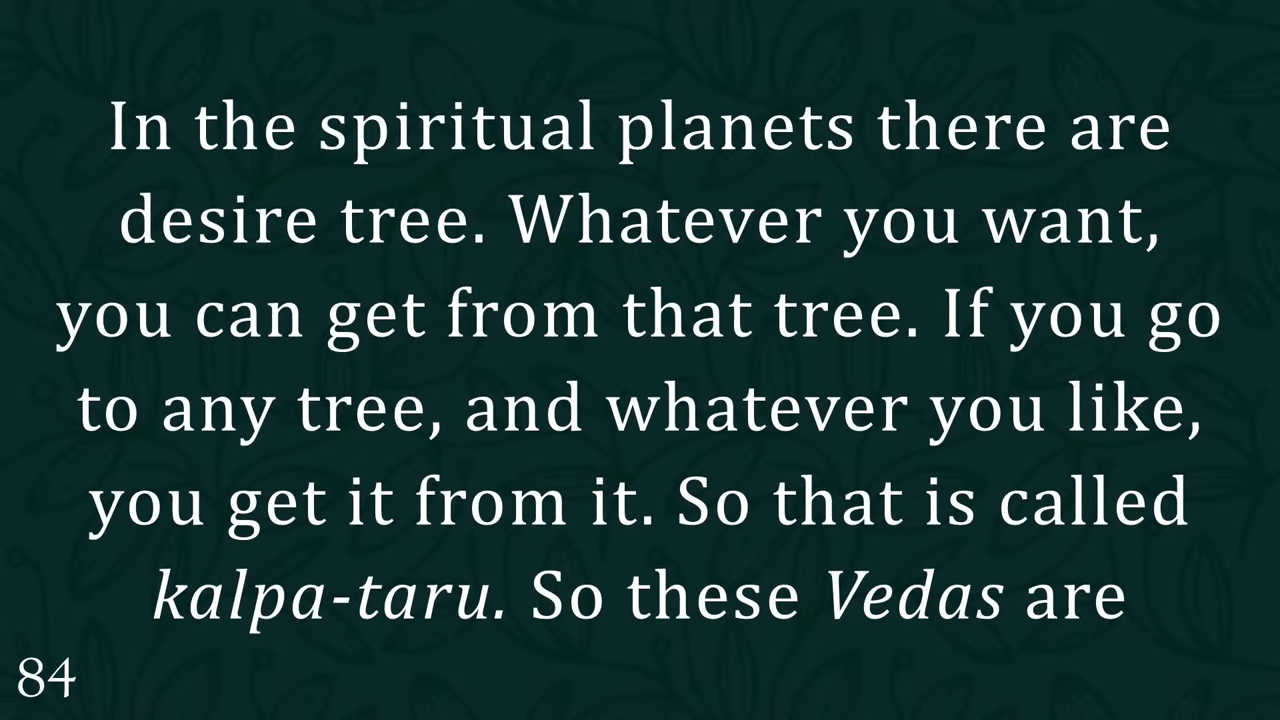 In the spiritual planets there are
desire tree. Whatever you want,
you can get from that tree. If you go
to any tree, and whatever you like,
you get it from it. So that is called
kalpa-taru. So these Vedas are
84